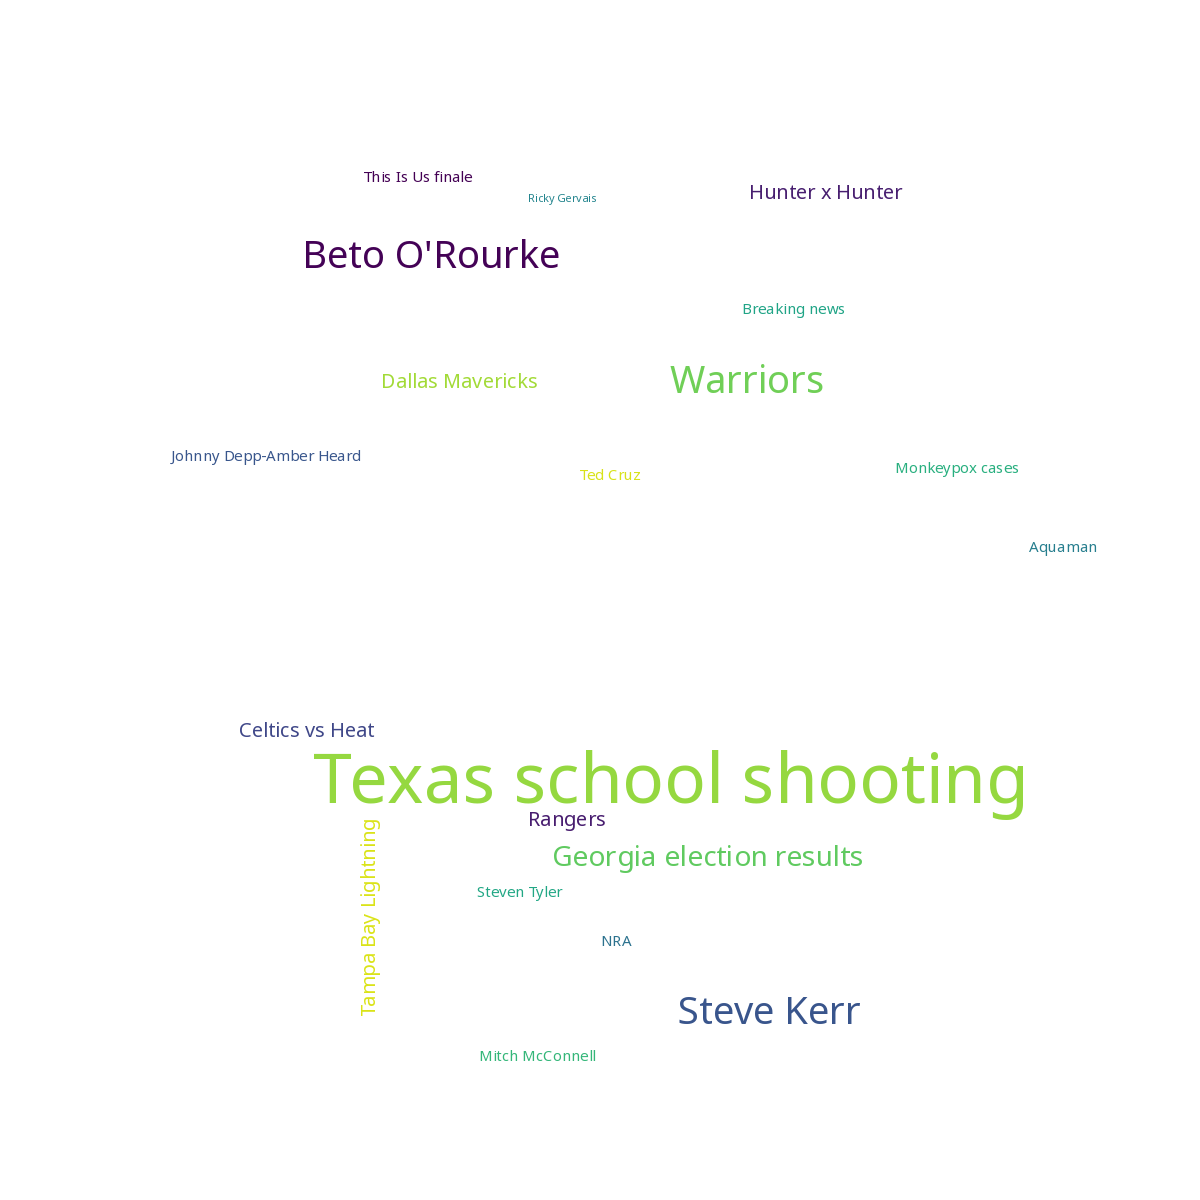 This Is Us finale
Ricky Gervais
Hunter x Hunter
Beto O'Rourke
Breaking news
Dallas Mavericks
Warriors
Johnny Depp-Amber Heard
Ted Cruz
Monkeypox cases
Aquaman
Celtics vs Heat
Texas school shooting
Rangers
Tampa Bay Lightning
Georgia election results
Steven Tyler
NRA
Steve Kerr
Mitch McConnell